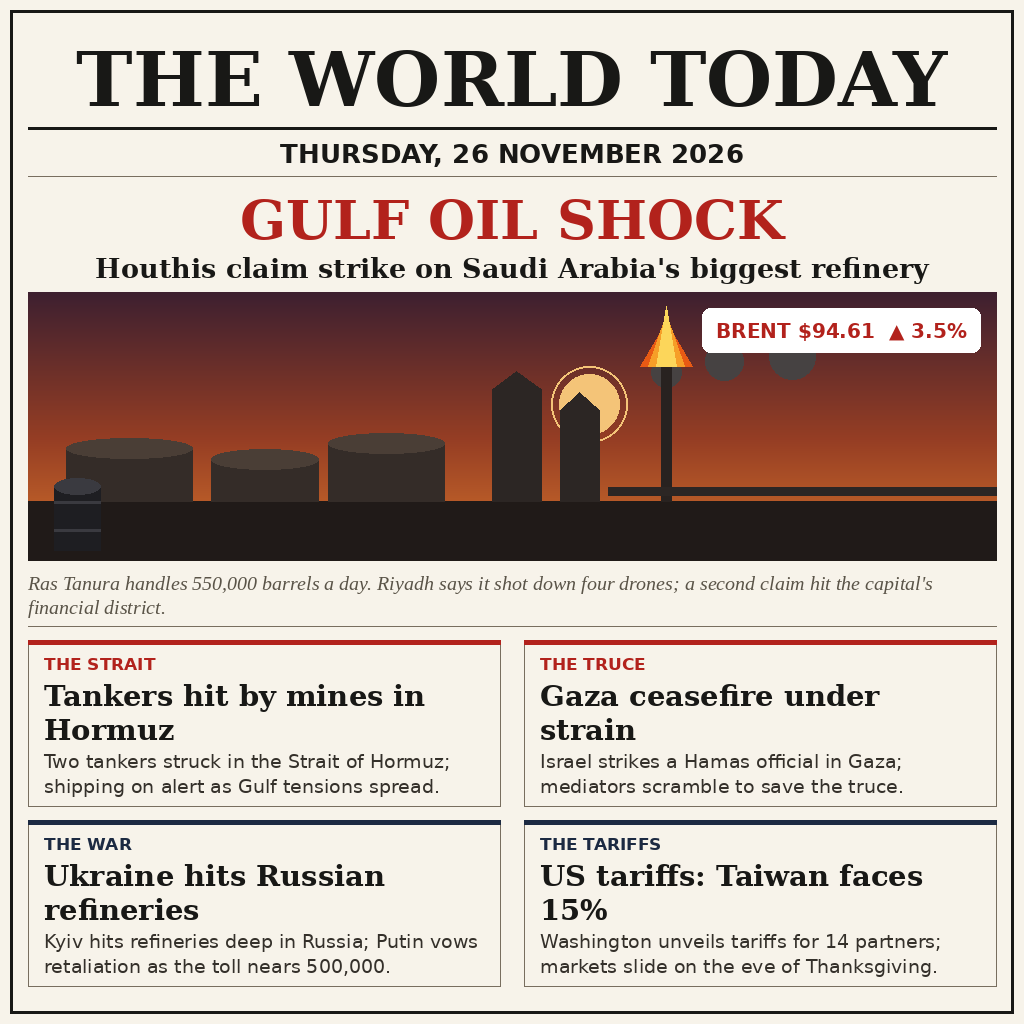 THE WORLD TODAY
THURSDAY, 26 NOVEMBER 2026
GULF OIL SHOCK
Houthis claim strike on Saudi Arabia's biggest refinery
BRENT $94.61 ▲ 3.5%
Ras Tanura handles 550,000 barrels a day. Riyadh says it shot down four drones; a second claim hit the capital's
financial district.
THE STRAIT
Tankers hit by mines in
Hormuz
Two tankers struck in the Strait of Hormuz;
shipping on alert as Gulf tensions spread.
THE TRUCE
Gaza ceasefire under
strain
Israel strikes a Hamas official in Gaza;
mediators scramble to save the truce.
THE WAR
Ukraine hits Russian
refineries
Kyiv hits refineries deep in Russia; Putin vows
retaliation as the toll nears 500,000.
THE TARIFFS
US tariffs: Taiwan faces
15%
Washington unveils tariffs for 14 partners;
markets slide on the eve of Thanksgiving.